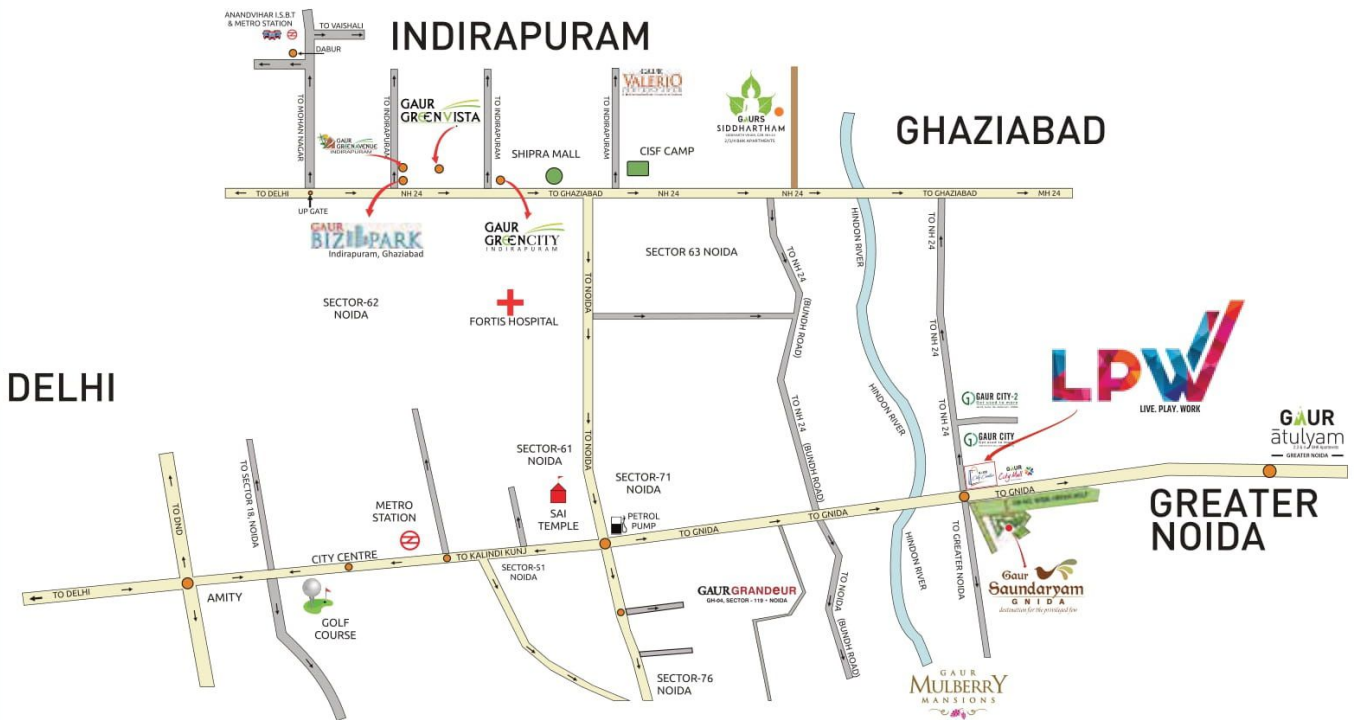 ANANDVIHAR I.S.B.T
& METRO STATION
TO VAISHALI
DABUR
INDIRAPURAM
TO MOHAN NAGAR
GAUR
GREENAVENUE
INDIRAPURAM
TO INDIRAPURAM
GAUR
GREENVISTA
TO INDIRAPURAM
SHIPRA MALL
TO INDIRAPURAM
VALERIO
CISF CAMP
GAURS
SIDDHARTHAM
GHAZIABAD
TO DELHI
NH 24
TO GHAZIABAD
NH 24
NH 24
TO GHAZIABAD
MH 24
UP GATE
GAUR
BIZ PARK
Indirapuram, Ghaziabad
GAUR
GREENCITY
INDIRAPURAM
SECTOR-62
NOIDA
FORTIS HOSPITAL
TO NOIDA
TO NOIDA
SECTOR 63 NOIDA
TO NH 24
(BUNDH ROAD)
TO NH 24
(BUNDH ROAD)
TO NOIDA
(BUNDH ROAD)
HINDON RIVER
HINDON RIVER
HINDON RIVER
TO NH 24
TO NH 24
TO NH 24
LPW
LIVE. PLAY. WORK
GAUR CITY-2
GAUR CITY
GAUR
City Mall
GAUR
ātulyam
GREATER NOIDA
DELHI
GREATER
NOIDA
TO DND
TO SECTOR 18, NOIDA
METRO
STATION
CITY CENTRE
SECTOR-61
NOIDA
SAI
TEMPLE
SECTOR-71
NOIDA
PETROL
PUMP
TO GNIDA
TO GNIDA
TO GNIDA
TO KALINDI KUNJ
SECTOR-51
NOIDA
TO DELHI
AMITY
GOLF
COURSE
GAURGRANDEUR
GH-04, SECTOR - 119 • NOIDA
SECTOR-76
NOIDA
TO GREATER NOIDA
Gaur
Saundaryam
GNIDA
destination for the privileged few
GAUR
MULBERRY
MANSIONS